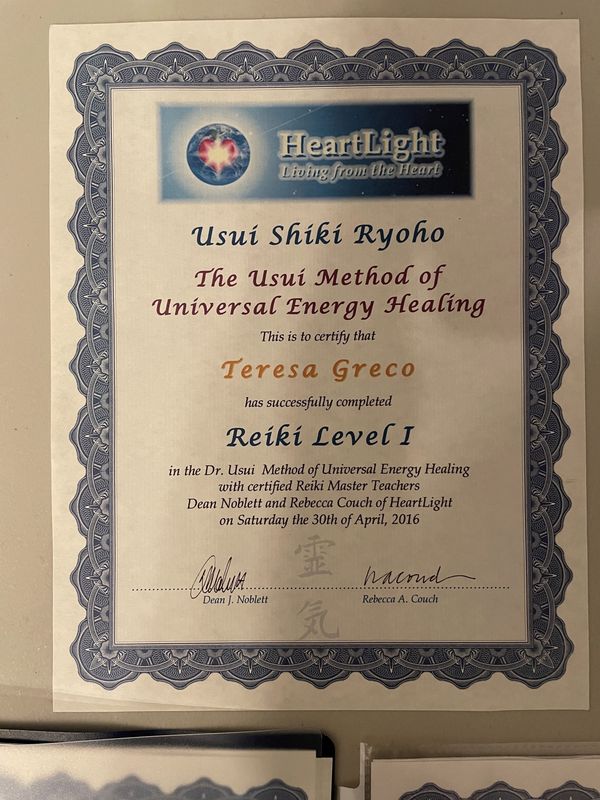 HeartLight
Living from the Heart
Usui Shiki Ryoho
The Usui Method of
Universal Energy Healing
This is to certify that
Teresa Greco
has successfully completed
Reiki Level I
in the Dr. Usui Method of Universal Energy Healing
with certified Reiki Master Teachers
Dean Noblett and Rebecca Couch of HeartLight
on Saturday the 30th of April, 2016
霊
Dean J. Noblett Rebecca A. Couch
気